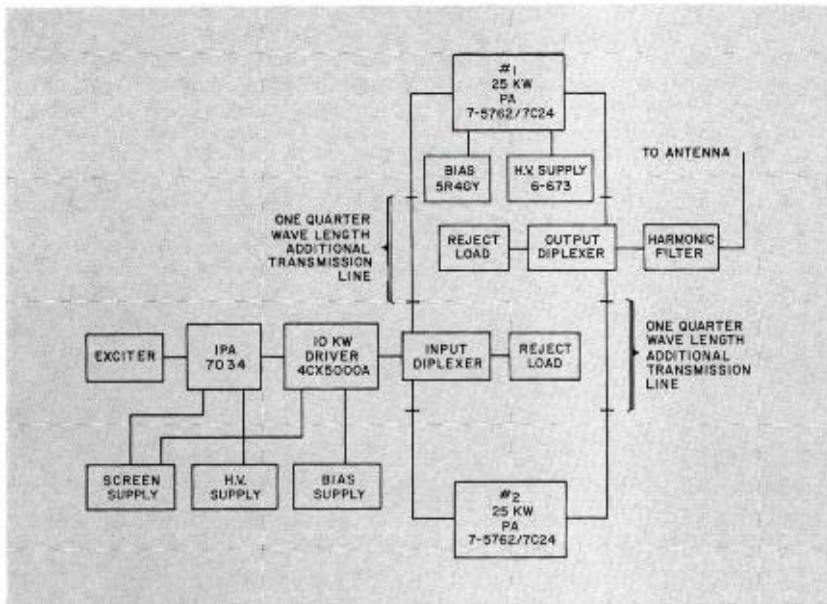 #1
25 KW
PA
7-5762/7C24
BIAS
5R4GY
H.V. SUPPLY
6-673
TO ANTENNA
ONE QUARTER
WAVE LENGTH
ADDITIONAL
TRANSMISSION
LINE
REJECT
LOAD
OUTPUT
DIPLEXER
HARMONIC
FILTER
EXCITER
IPA
7034
10 KW
DRIVER
4CX5000A
INPUT
DIPLEXER
REJECT
LOAD
ONE QUARTER
WAVE LENGTH
ADDITIONAL
TRANSMISSION
LINE
SCREEN
SUPPLY
H.V.
SUPPLY
BIAS
SUPPLY
#2
25 KW
PA
7-5762/7C24